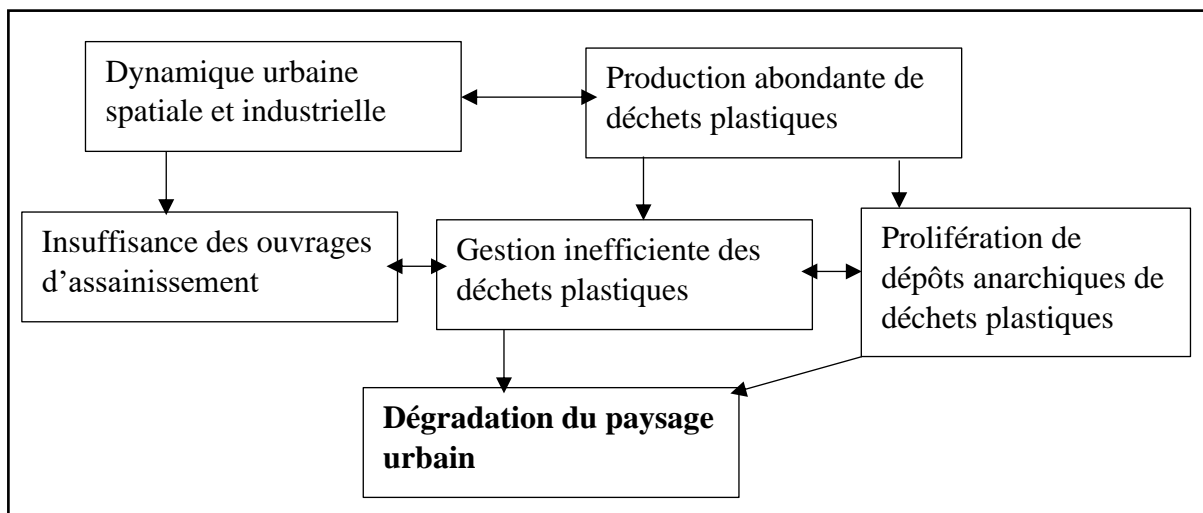 Dynamique urbaine
spatiale et industrielle
Production abondante de
déchets plastiques
Insuffisance des ouvrages
d’assainissement
Gestion inefficiente des
déchets plastiques
Prolifération de
dépôts anarchiques de
déchets plastiques
Dégradation du paysage
urbain